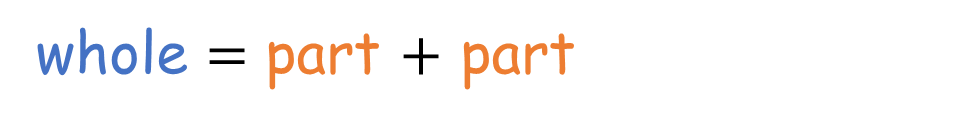 whole = part + part